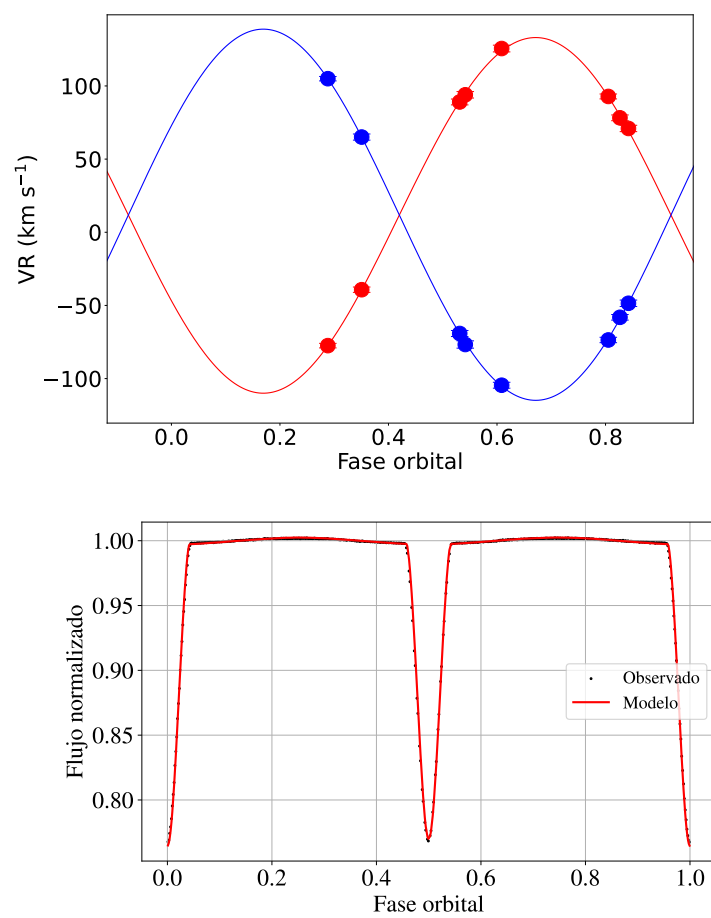 VR (km s⁻¹)
100
50
0
−50
−100
0.0 0.2 0.4 0.6 0.8
Fase orbital
Flujo normalizado
1.00
0.95
0.90
0.85
0.80
Observado
Modelo
0.0 0.2 0.4 0.6 0.8 1.0
Fase orbital